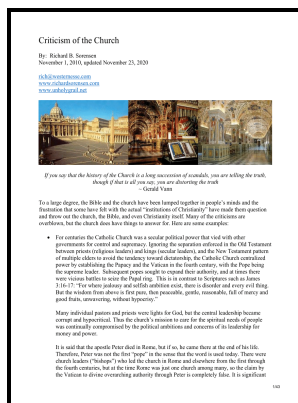 Criticism of the Church
By: Richard B. Sorensen
November 1, 2010, updated November 23, 2020
rich@westernesse.com
www.richardsorensen.com
www.unholygrail.net
If you say that the history of the Church is a long succession of scandals, you are telling the truth,
though if that is all you say, you are distorting the truth
– Gerald Vann
To a large degree, the Bible and the church have been lumped together in people's minds and the
frustration that some have felt with the actual "institutions of Christianity" have made them question
and throw out the church, the Bible, and even Christianity itself. Many of the criticisms are
overblown, but the church does have things to answer for. Here are some examples:
• For centuries the Catholic Church was a secular political power that vied with other
governments for control and supremacy. Ignoring the separation enforced in the Old Testament
between priests (religious leaders) and kings (secular leaders), and the New Testament pattern
of multiple elders to avoid the tendency toward dictatorship, the Catholic Church centralized
power by establishing the Papacy and the Vatican in the fourth century, with the Pope being
the supreme leader. Subsequent popes sought to expand their authority, and at times there
were vicious battles to seize the Papal ring. This is in contrast to Scriptures such as James
3:16-17: "For where jealousy and selfish ambition exist, there is disorder and every evil thing.
But the wisdom from above is first pure, then peaceable, gentle, reasonable, full of mercy and
good fruits, unwavering, without hypocrisy."
Many individual pastors and priests were lights for God, but the central leadership became
corrupt and hypocritical. Thus the church's mission to care for the spiritual needs of people
was continually compromised by the political ambitions and concerns of its leadership for
money and power.
It is said that the apostle Peter died in Rome, but if so, he came there at the end of his life.
Therefore, Peter was not the first "pope" in the sense that the word is used today. There were
church leaders ("bishops") who led the church in Rome and elsewhere from the first through
the fourth centuries, but at the time Rome was just one church among many, so the claim by
the Vatican to divine overarching authority through Peter is completely false. It is significant